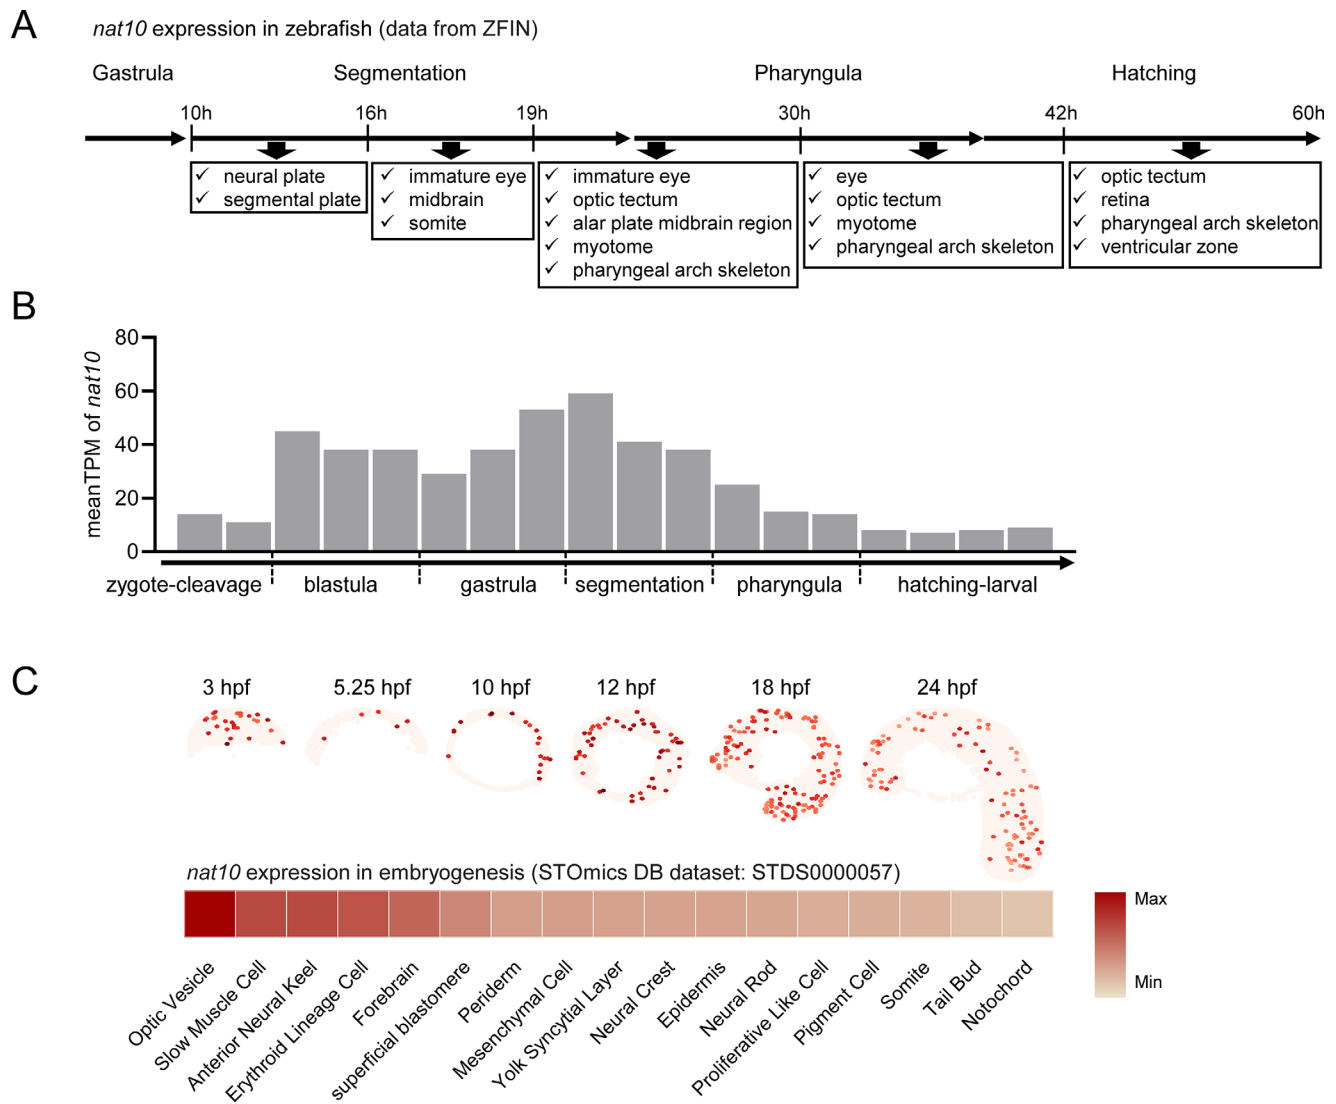 A
nat10 expression in zebrafish (data from ZFIN)
Gastrula Segmentation Pharyngula Hatching
10h 16h 19h 30h 42h 60h
✓ neural plate
✓ segmental plate
✓ immature eye
✓ midbrain
✓ somite
✓ immature eye
✓ optic tectum
✓ alar plate midbrain region
✓ myotome
✓ pharyngeal arch skeleton
✓ eye
✓ optic tectum
✓ myotome
✓ pharyngeal arch skeleton
✓ optic tectum
✓ retina
✓ pharyngeal arch skeleton
✓ ventricular zone
B
meanTPM of nat10
80
60
40
20
0
zygote-cleavage blastula gastrula segmentation pharyngula hatching-larval
C
3 hpf 5.25 hpf 10 hpf 12 hpf 18 hpf 24 hpf
nat10 expression in embryogenesis (STOmics DB dataset: STDS0000057)
Max
Min
Optic Vesicle
Slow Muscle Cell
Anterior Neural Keel
Erythroid Lineage Cell
Forebrain
superficial blastomere
Periderm
Mesenchymal Cell
Yolk Syncytial Layer
Neural Crest
Epidermis
Neural Rod
Proliferative Like Cell
Pigment Cell
Somite
Tail Bud
Notochord